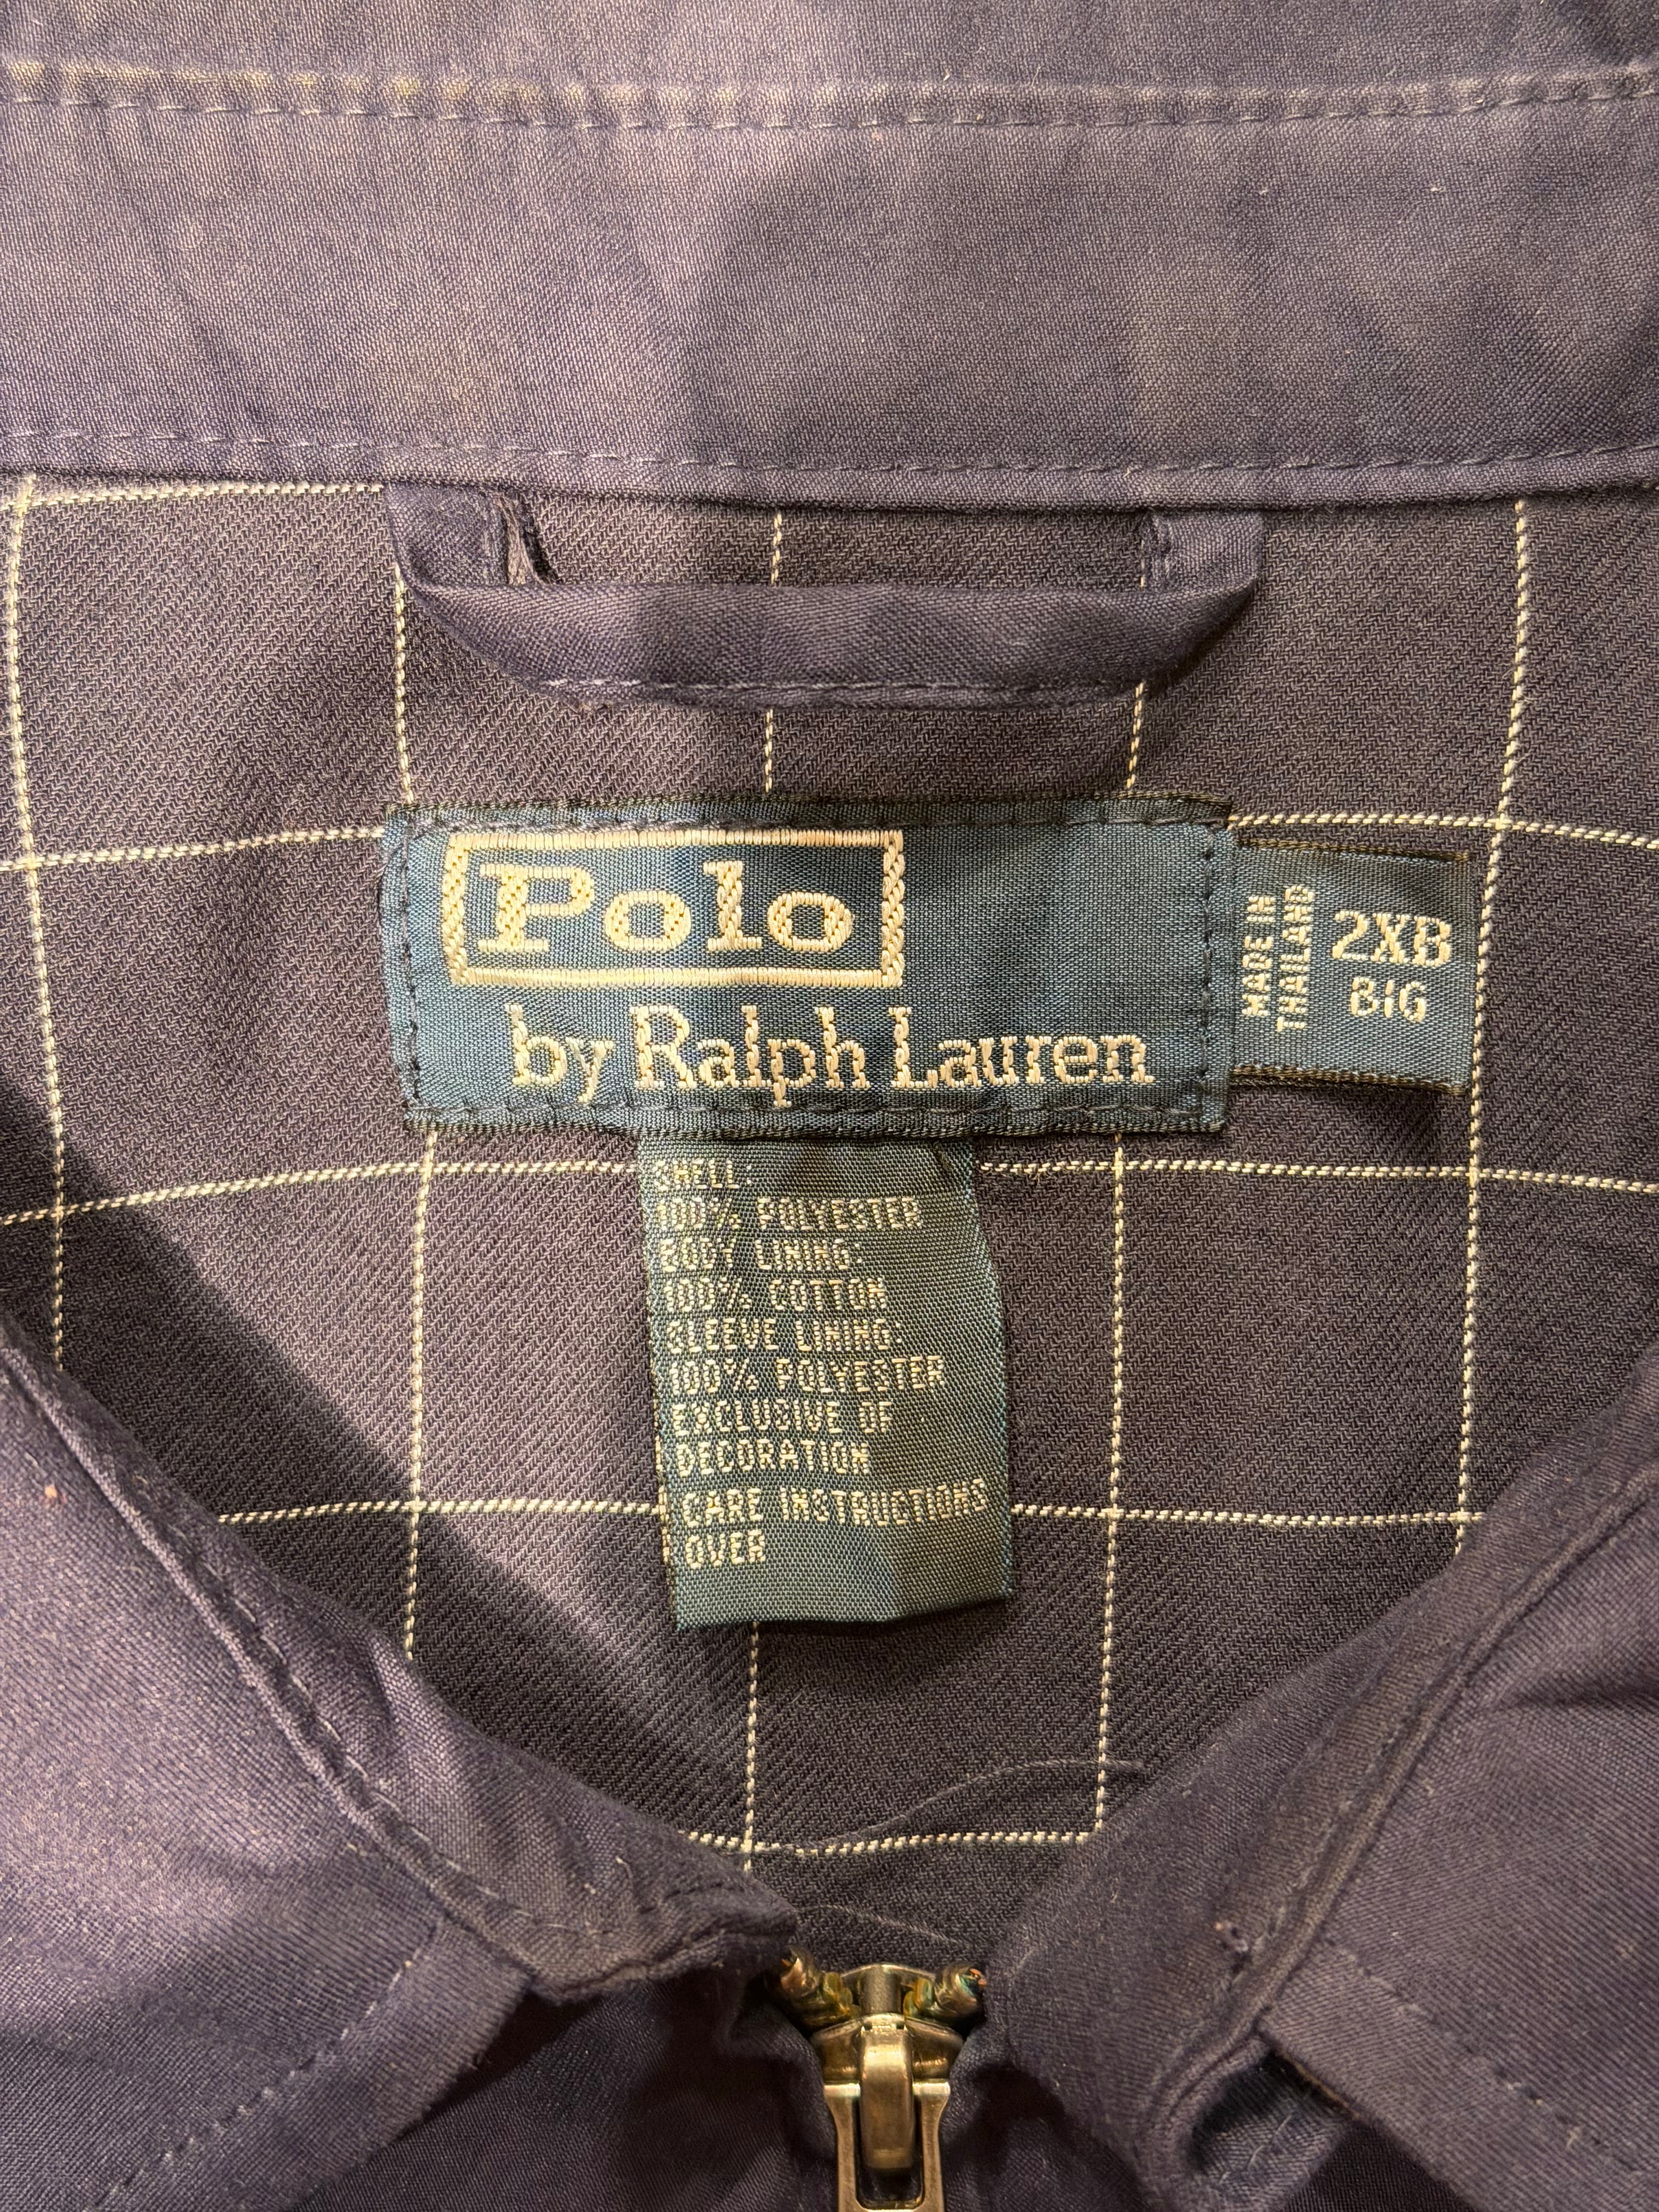 Polo
by Ralph Lauren
MADE IN
THAILAND
2XB
BIG
SHELL:
100% POLYESTER
BODY LINING:
100% COTTON
SLEEVE LINING:
100% POLYESTER
EXCLUSIVE OF
DECORATION
CARE INSTRUCTIONS
OVER